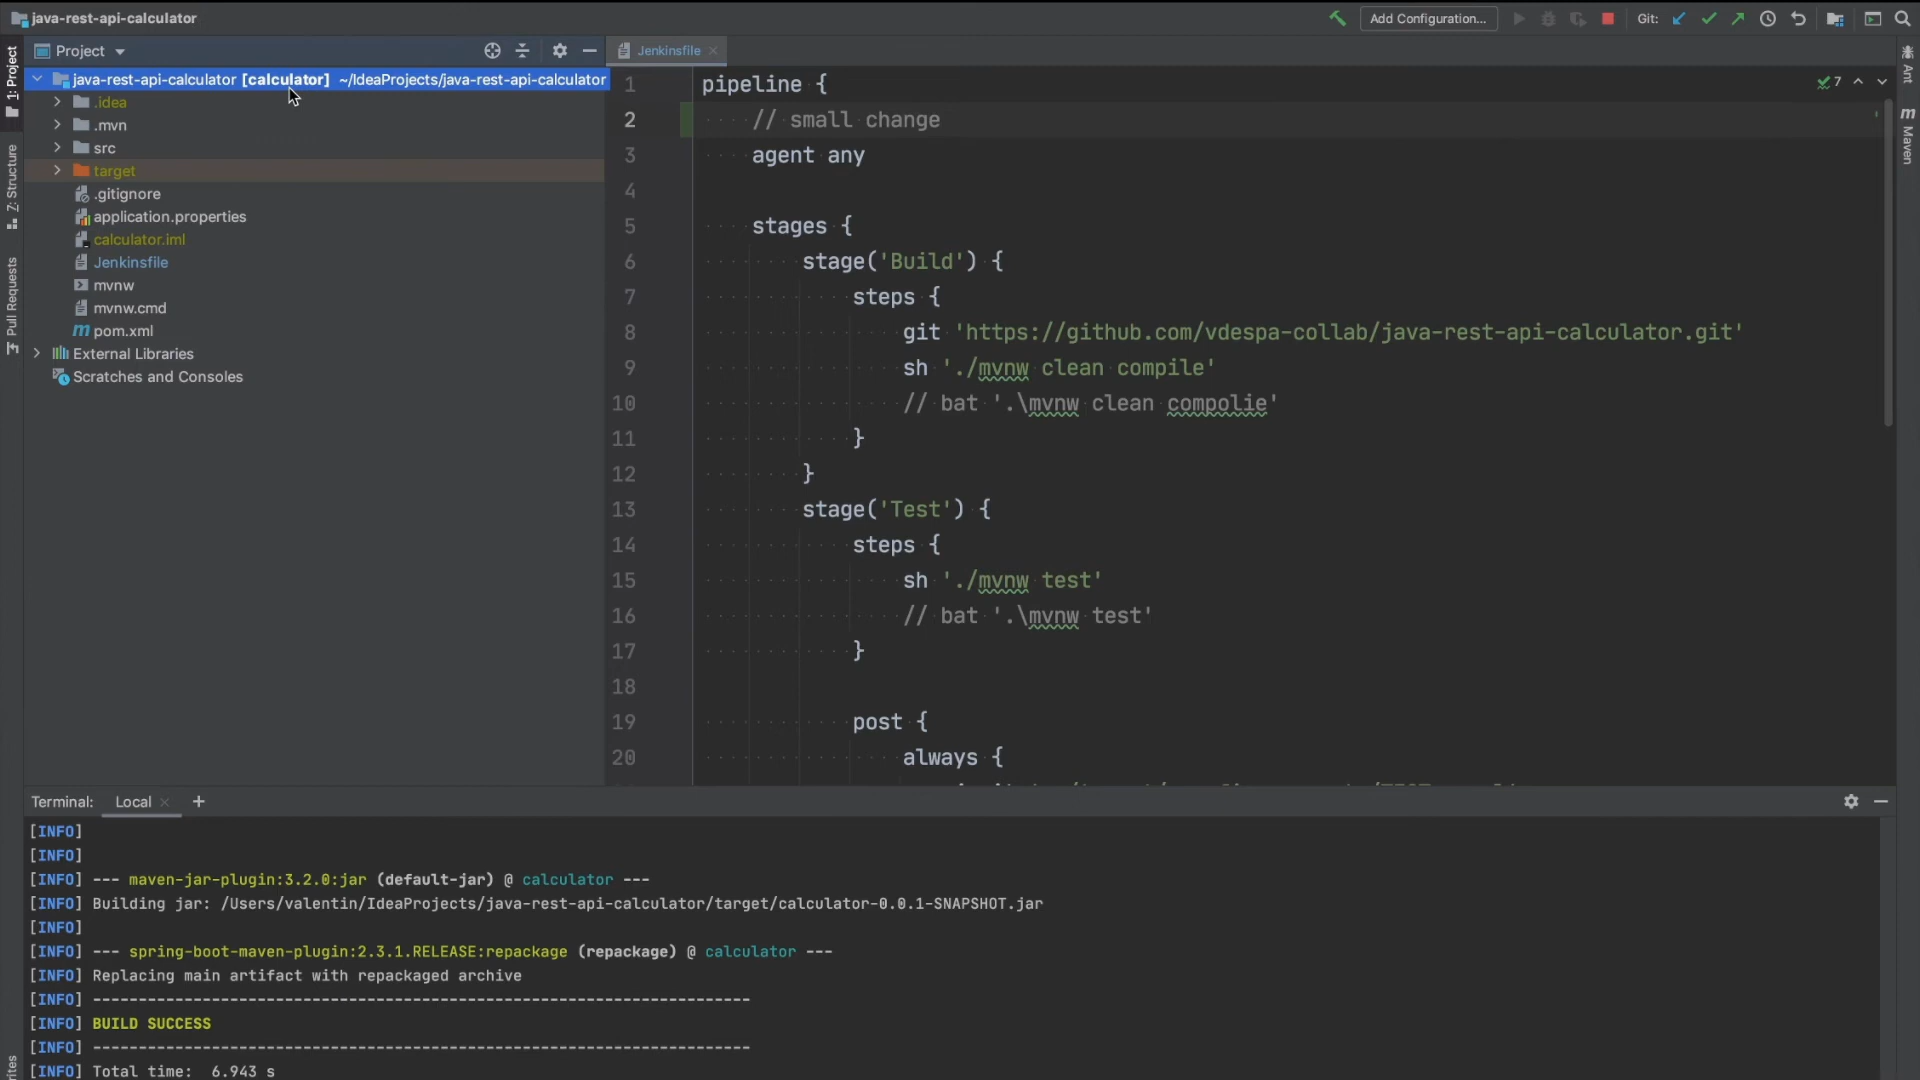 java-rest-api-calculator
Add Configuration...
Git:
Project
Jenkinsfile
1: Project
Z: Structure
Pull Requests
java-rest-api-calculator [calculator] ~/IdeaProjects/java-rest-api-calculator
.idea
.mvn
src
target
.gitignore
application.properties
calculator.iml
Jenkinsfile
mvnw
mvnw.cmd
pom.xml
External Libraries
Scratches and Consoles
1 pipeline {
2 // small change
3 agent any
4
5 stages {
6 stage('Build') {
7 steps {
8 git 'https://github.com/vdespa-collab/java-rest-api-calculator.git'
9 sh './mvnw clean compile'
10 // bat '.\mvnw clean compolie'
11 }
12 }
13 stage('Test') {
14 steps {
15 sh './mvnw test'
16 // bat '.\mvnw test'
17 }
18
19 post {
20 always {
7
Ant
m Maven
Terminal: Local +
[INFO]
[INFO]
[INFO] --- maven-jar-plugin:3.2.0:jar (default-jar) @ calculator ---
[INFO] Building jar: /Users/valentin/IdeaProjects/java-rest-api-calculator/target/calculator-0.0.1-SNAPSHOT.jar
[INFO]
[INFO] --- spring-boot-maven-plugin:2.3.1.RELEASE:repackage (repackage) @ calculator ---
[INFO] Replacing main artifact with repackaged archive
[INFO] ------------------------------------------------------------------------
[INFO] BUILD SUCCESS
[INFO] ------------------------------------------------------------------------
[INFO] Total time:  6.943 s